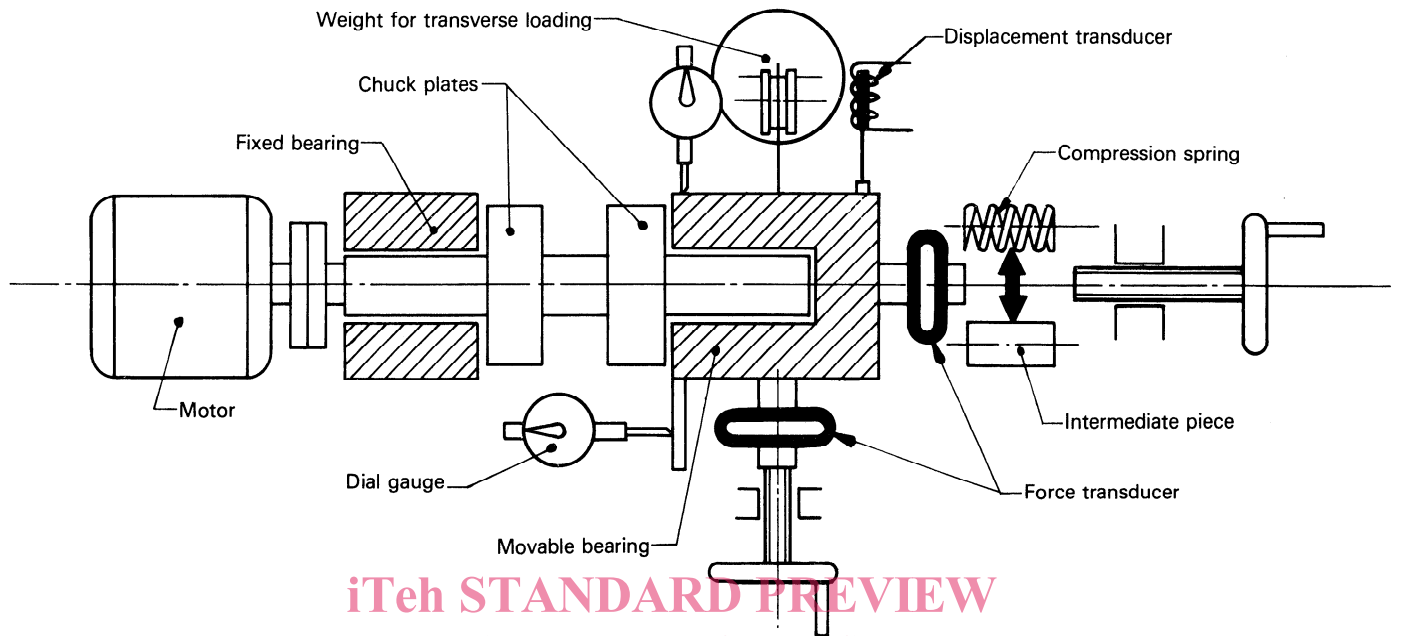 Weight for transverse loading
Displacement transducer
Chuck plates
Fixed bearing
Compression spring
Motor
Intermediate piece
Dial gauge
Force transducer
Movable bearing
iTeh STANDARD PREVIEW